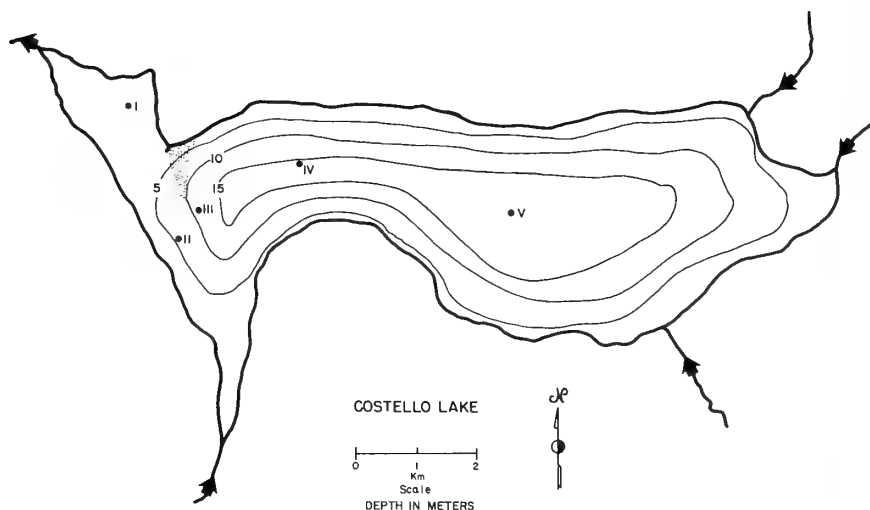 I
10
IV
5
15
III
V
II
COSTELLO LAKE
N
0 1 2
Km
Scale
DEPTH IN METERS